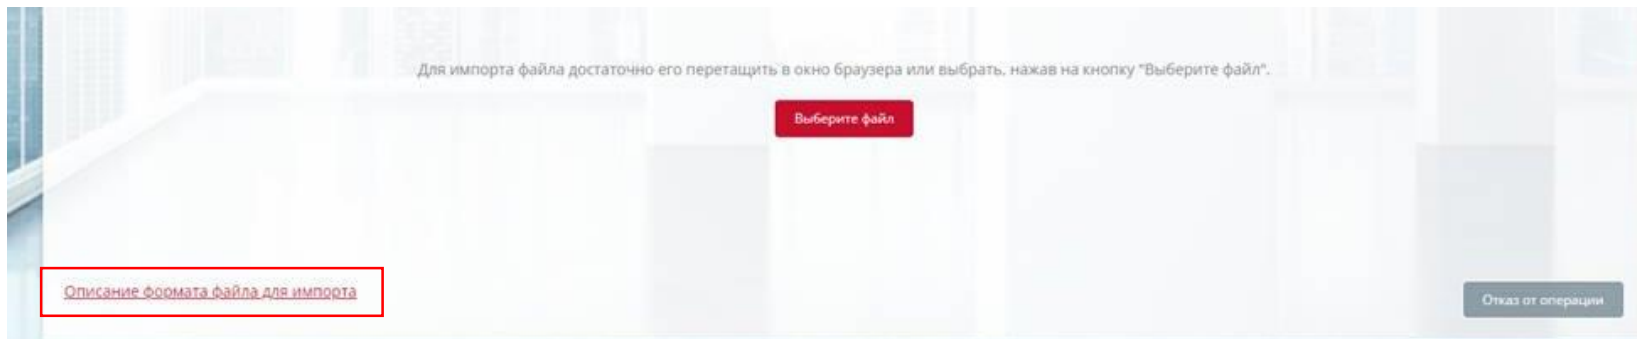 Для импорта файла достаточно его перетащить в окно браузера или выбрать, нажав на кнопку "Выберите файл".
Выберите файл
Описание формата файла для импорта
Отказ от операции